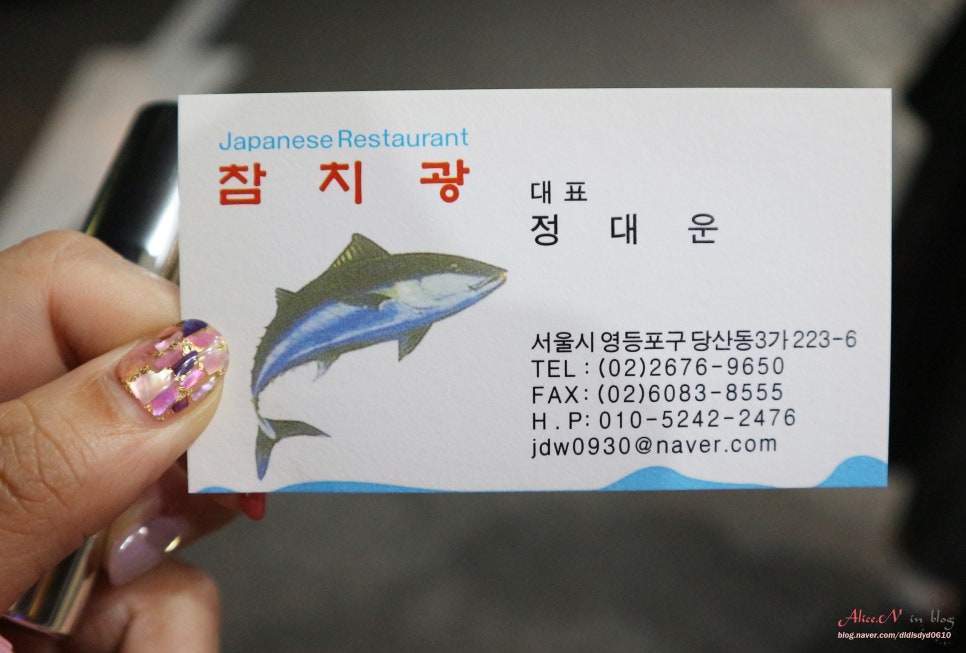 Japanese Restaurant
참 치 광
대 표
정 대 운
서울시 영등포구 당산동3가 223-6
TEL : (02)2676-9650
FAX: (02)6083-8555
H . P: 010-5242-2476
jdw0930@naver.com
Alice.N in blog
blog.naver.com/dldlsdyd0610